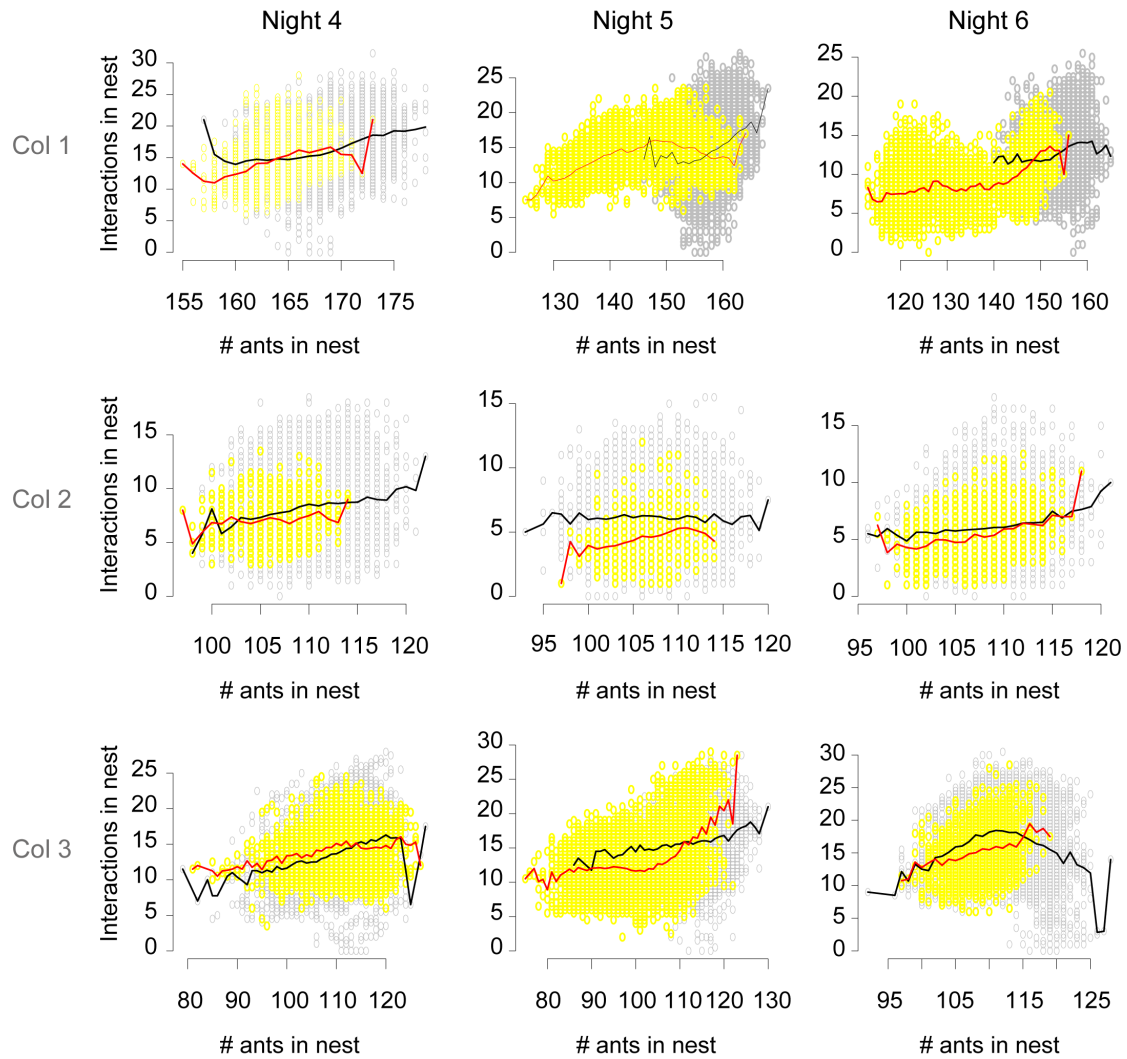 Night 4 Night 5 Night 6
Col 1
Interactions in nest
30
25
20
15
10
5
0
155 160 165 170 175
# ants in nest
25
20
15
10
5
0
130 140 150 160
# ants in nest
25
20
15
10
5
0
120 130 140 150 160
# ants in nest
Col 2
Interactions in nest
15
10
5
0
100 105 110 115 120
# ants in nest
15
10
5
0
95 100 105 110 115 120
# ants in nest
15
10
5
0
95 100 105 110 115 120
# ants in nest
Col 3
Interactions in nest
25
20
15
10
5
0
80 90 100 110 120
# ants in nest
30
25
20
15
10
5
0
80 90 100 110 120 130
# ants in nest
30
25
20
15
10
5
0
95 105 115 125
# ants in nest